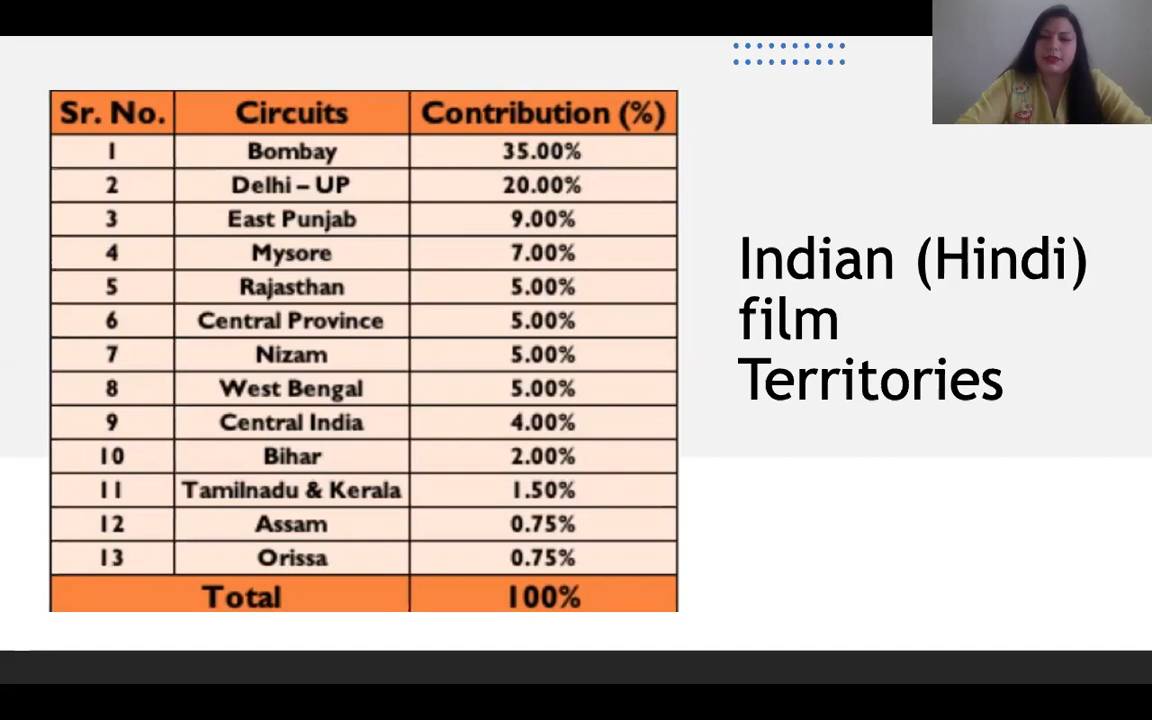 Sr. No. Circuits Contribution (%)
1 Bombay 35.00%
2 Delhi – UP 20.00%
3 East Punjab 9.00%
4 Mysore 7.00%
5 Rajasthan 5.00%
6 Central Province 5.00%
7 Nizam 5.00%
8 West Bengal 5.00%
9 Central India 4.00%
10 Bihar 2.00%
11 Tamilnadu & Kerala 1.50%
12 Assam 0.75%
13 Orissa 0.75%
Total 100%
Indian (Hindi)
film
Territories